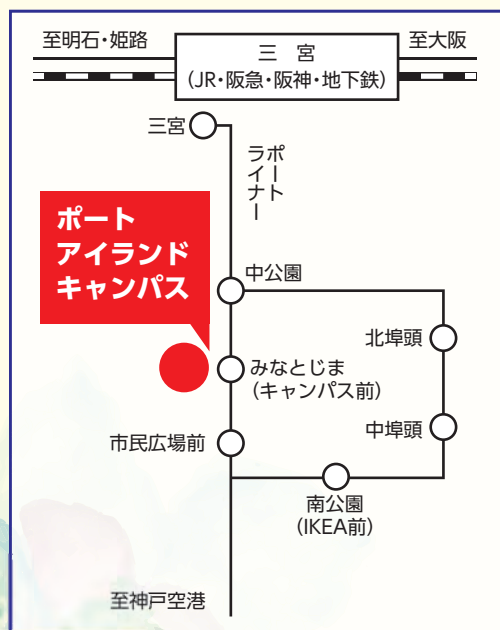 至明石・姫路
三　宮
(JR・阪急・阪神・地下鉄)
至大阪
三宮
ポート
ライナー
ポート
アイランド
キャンパス
中公園
北埠頭
みなとじま
(キャンパス前)
中埠頭
市民広場前
南公園
(IKEA前)
至神戸空港